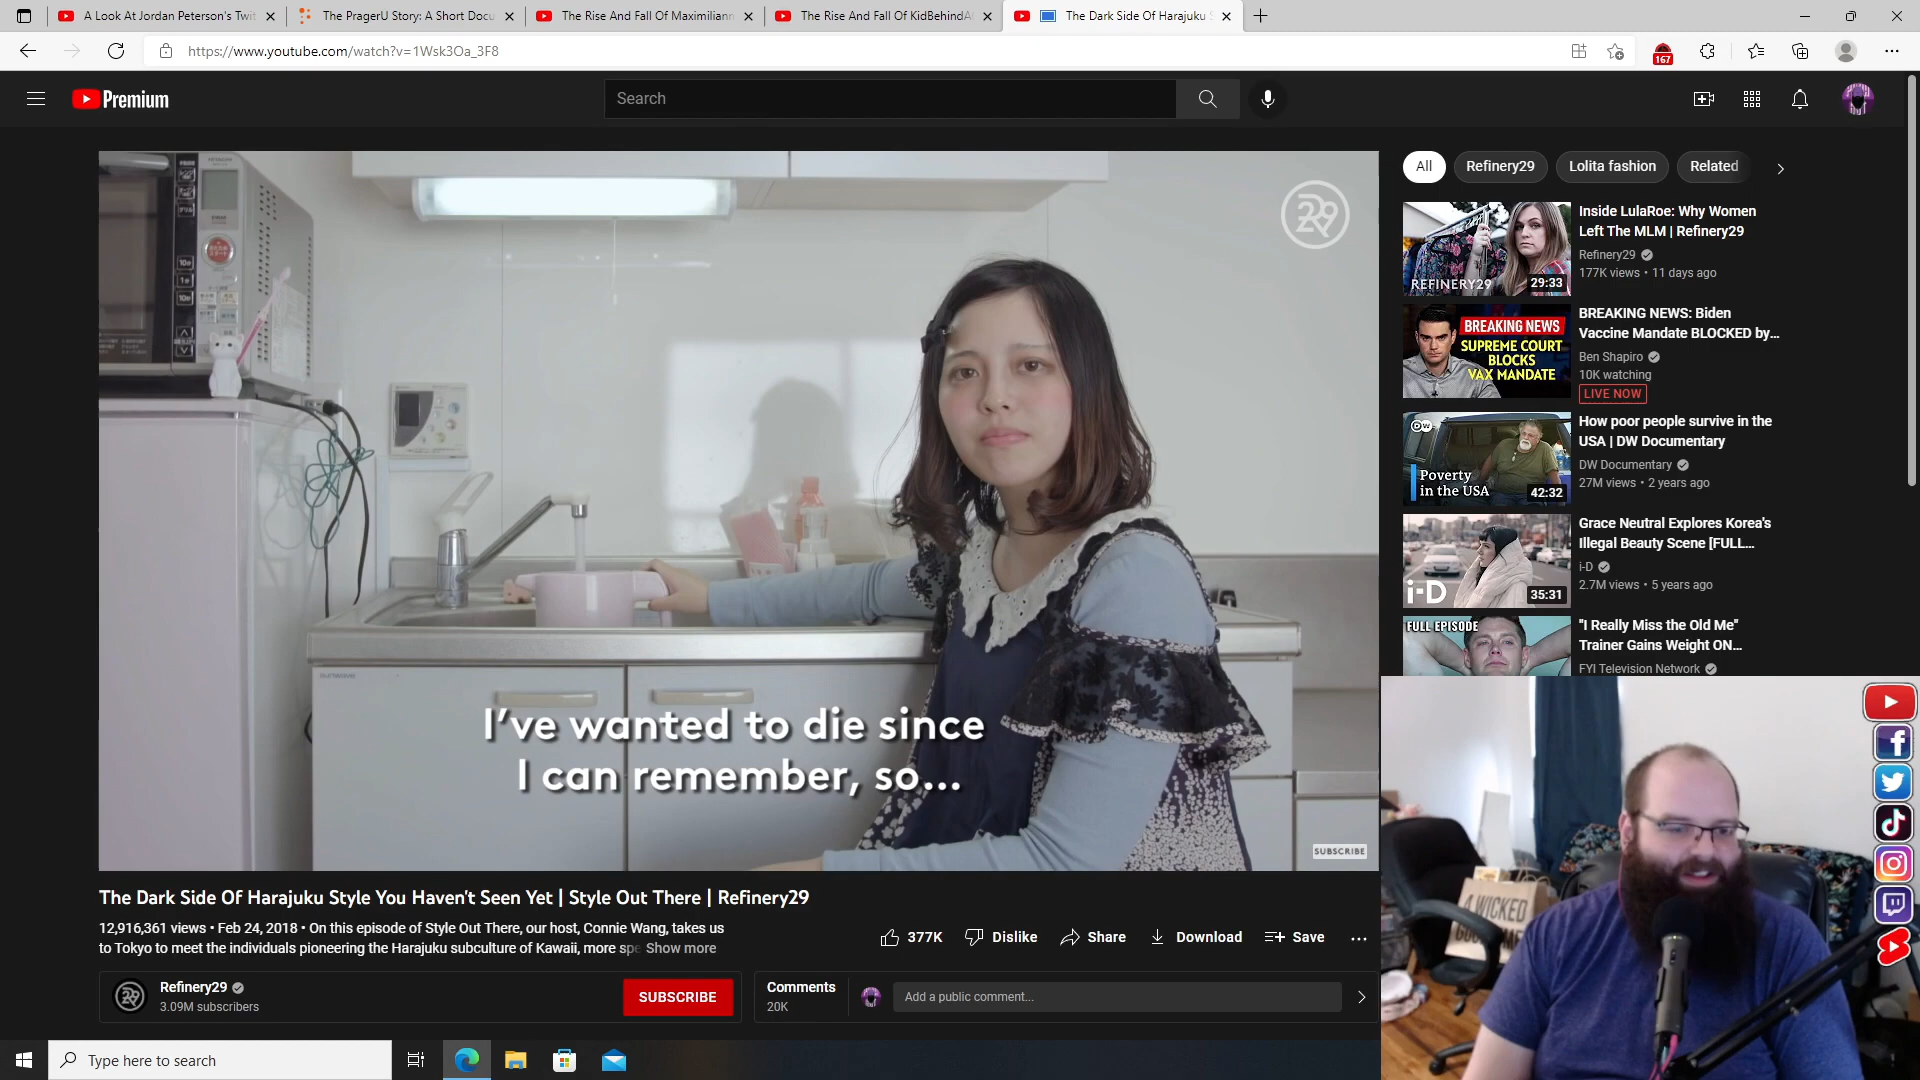 A Look At Jordan Peterson's Twit
The PragerU Story: A Short Docu
The Rise And Fall Of Maximilianm
The Rise And Fall Of KidBehindA
The Dark Side Of Harajuku S
https://www.youtube.com/watch?v=1Wsk3Oa_3F8
167
Premium
Search
All
Refinery29
Lolita fashion
Related
29
I've wanted to die since
I can remember, so...
SUBSCRIBE
Inside LulaRoe: Why Women
Left The MLM | Refinery29
Refinery29
177K views • 11 days ago
REFINERY29
29:33
BREAKING NEWS: Biden
Vaccine Mandate BLOCKED by...
Ben Shapiro
10K watching
LIVE NOW
BREAKING NEWS
SUPREME COURT
BLOCKS
VAX MANDATE
How poor people survive in the
USA | DW Documentary
DW Documentary
27M views • 2 years ago
DW
Poverty
in the USA
42:32
Grace Neutral Explores Korea's
Illegal Beauty Scene [FULL...
i-D
2.7M views • 5 years ago
i-D
35:31
"I Really Miss the Old Me"
Trainer Gains Weight ON...
FYI Television Network
FULL EPISODE
The Dark Side Of Harajuku Style You Haven't Seen Yet | Style Out There | Refinery29
12,916,361 views • Feb 24, 2018 • On this episode of Style Out There, our host, Connie Wang, takes us
to Tokyo to meet the individuals pioneering the Harajuku subculture of Kawaii, more spe Show more
377K
Dislike
Share
Download
Save
29
Refinery29
3.09M subscribers
SUBSCRIBE
Comments
20K
Add a public comment...
A WICKED
GOOD
Type here to search